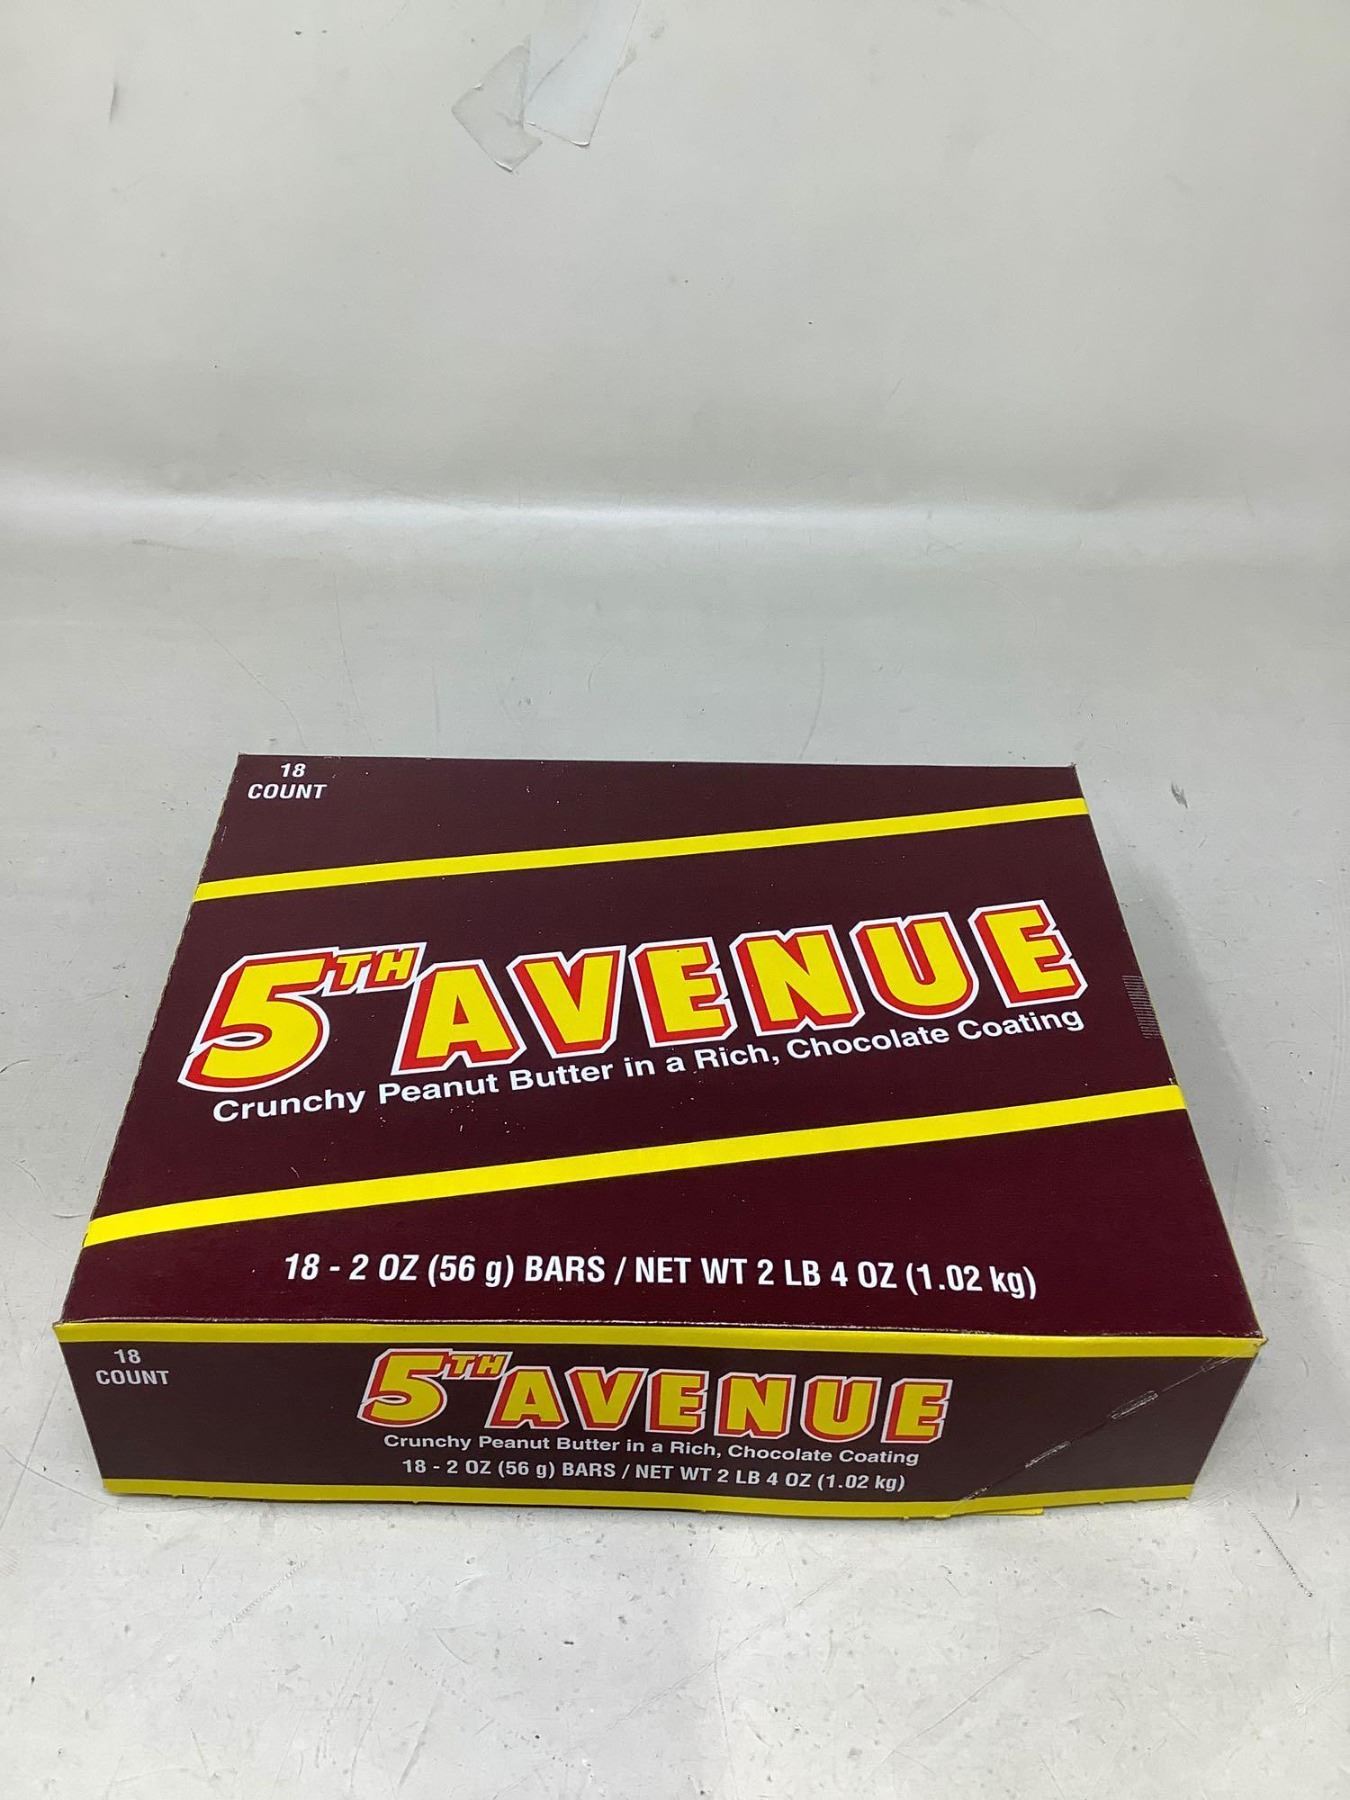 18
COUNT
5TH AVENUE
Crunchy Peanut Butter in a Rich, Chocolate Coating
18 - 2 OZ (56 g) BARS / NET WT 2 LB 4 OZ (1.02 kg)
18
COUNT
5TH AVENUE
Crunchy Peanut Butter in a Rich, Chocolate Coating
18 - 2 OZ (56 g) BARS / NET WT 2 LB 4 OZ (1.02 kg)